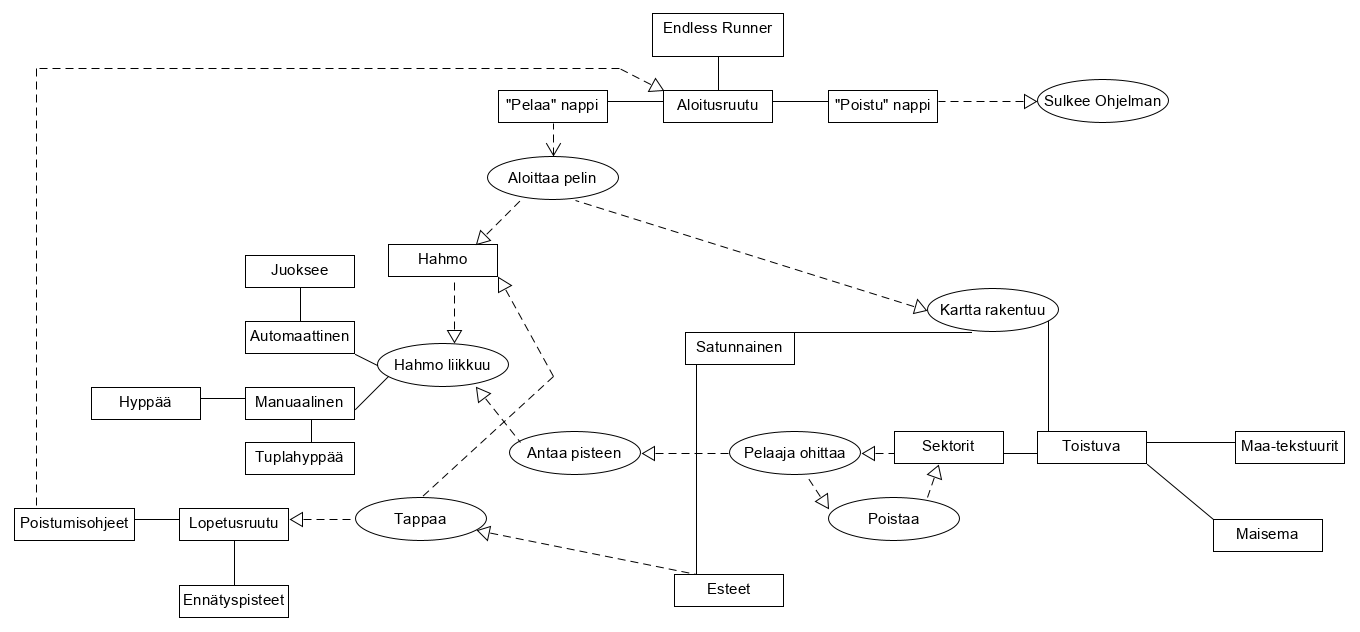 Endless Runner
"Pelaa" nappi
Aloitusruutu
"Poistu" nappi
Sulkee Ohjelman
Aloittaa pelin
Hahmo
Juoksee
Kartta rakentuu
Automaattinen
Satunnainen
Hahmo liikkuu
Hyppää
Manuaalinen
Tuplahyppää
Antaa pisteen
Pelaaja ohittaa
Sektorit
Toistuva
Maa-tekstuurit
Poistumisohjeet
Lopetusruutu
Tappaa
Poistaa
Maisema
Esteet
Ennätyspisteet